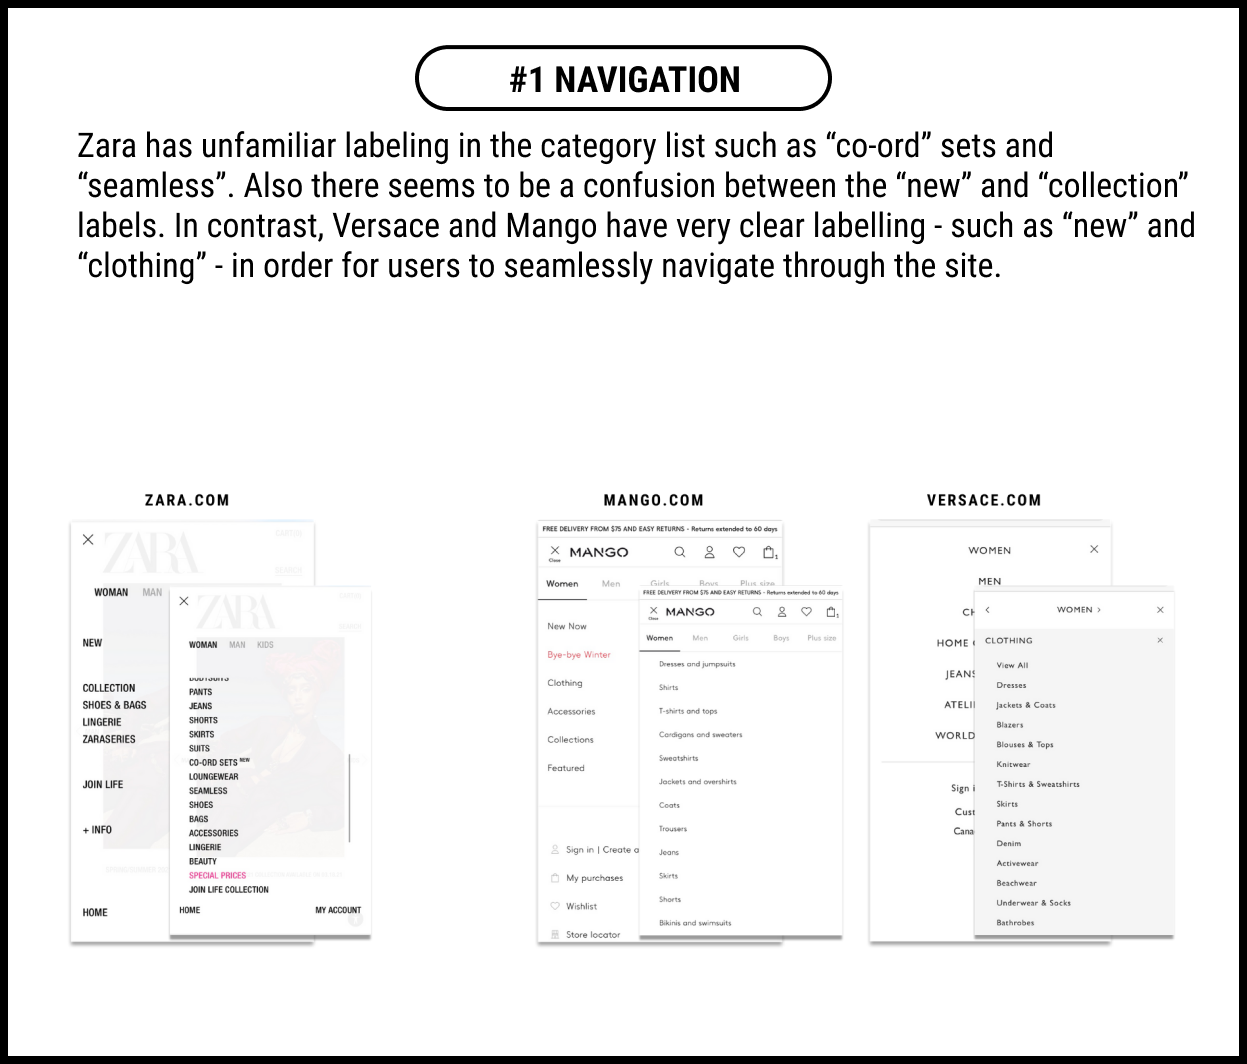 #1 NAVIGATION
Zara has unfamiliar labeling in the category list such as “co-ord” sets and
“seamless”. Also there seems to be a confusion between the “new” and “collection”
labels. In contrast, Versace and Mango have very clear labelling - such as “new” and
“clothing” - in order for users to seamlessly navigate through the site.
ZARA.COM
ZARA
WOMAN MAN
NEW
COLLECTION
SHOES & BAGS
LINGERIE
ZARASERIES
JOIN LIFE
+ INFO
HOME
ZARA
WOMAN MAN KIDS
BODYSUITS
PANTS
JEANS
SHORTS
SKIRTS
SUITS
CO-ORD SETS NEW
LOUNGEWEAR
SEAMLESS
SHOES
BAGS
ACCESSORIES
LINGERIE
BEAUTY
SPECIAL PRICES
JOIN LIFE COLLECTION
HOME MY ACCOUNT
MANGO.COM
FREE DELIVERY FROM $75 AND EASY RETURNS - Returns extended to 60 days
Close MANGO 1
Women Men Girls Boys Plus size
New Now
Bye-bye Winter
Clothing
Accessories
Collections
Featured
Sign in | Create a
My purchases
Wishlist
Store locator
FREE DELIVERY FROM $75 AND EASY RETURNS - Returns extended to 60 days
Close MANGO 1
Women Men Girls Boys Plus size
Dresses and jumpsuits
Shirts
T-shirts and tops
Cardigans and sweaters
Sweatshirts
Jackets and overshirts
Coats
Trousers
Jeans
Skirts
Shorts
Bikinis and swimsuits
VERSACE.COM
WOMEN
MEN
CH
HOME
JEANS
ATELI
WORLD
Sign i
Cust
Cana
WOMEN
CLOTHING
View All
Dresses
Jackets & Coats
Blazers
Blouses & Tops
Knitwear
T-Shirts & Sweatshirts
Skirts
Pants & Shorts
Denim
Activewear
Beachwear
Underwear & Socks
Bathrobes